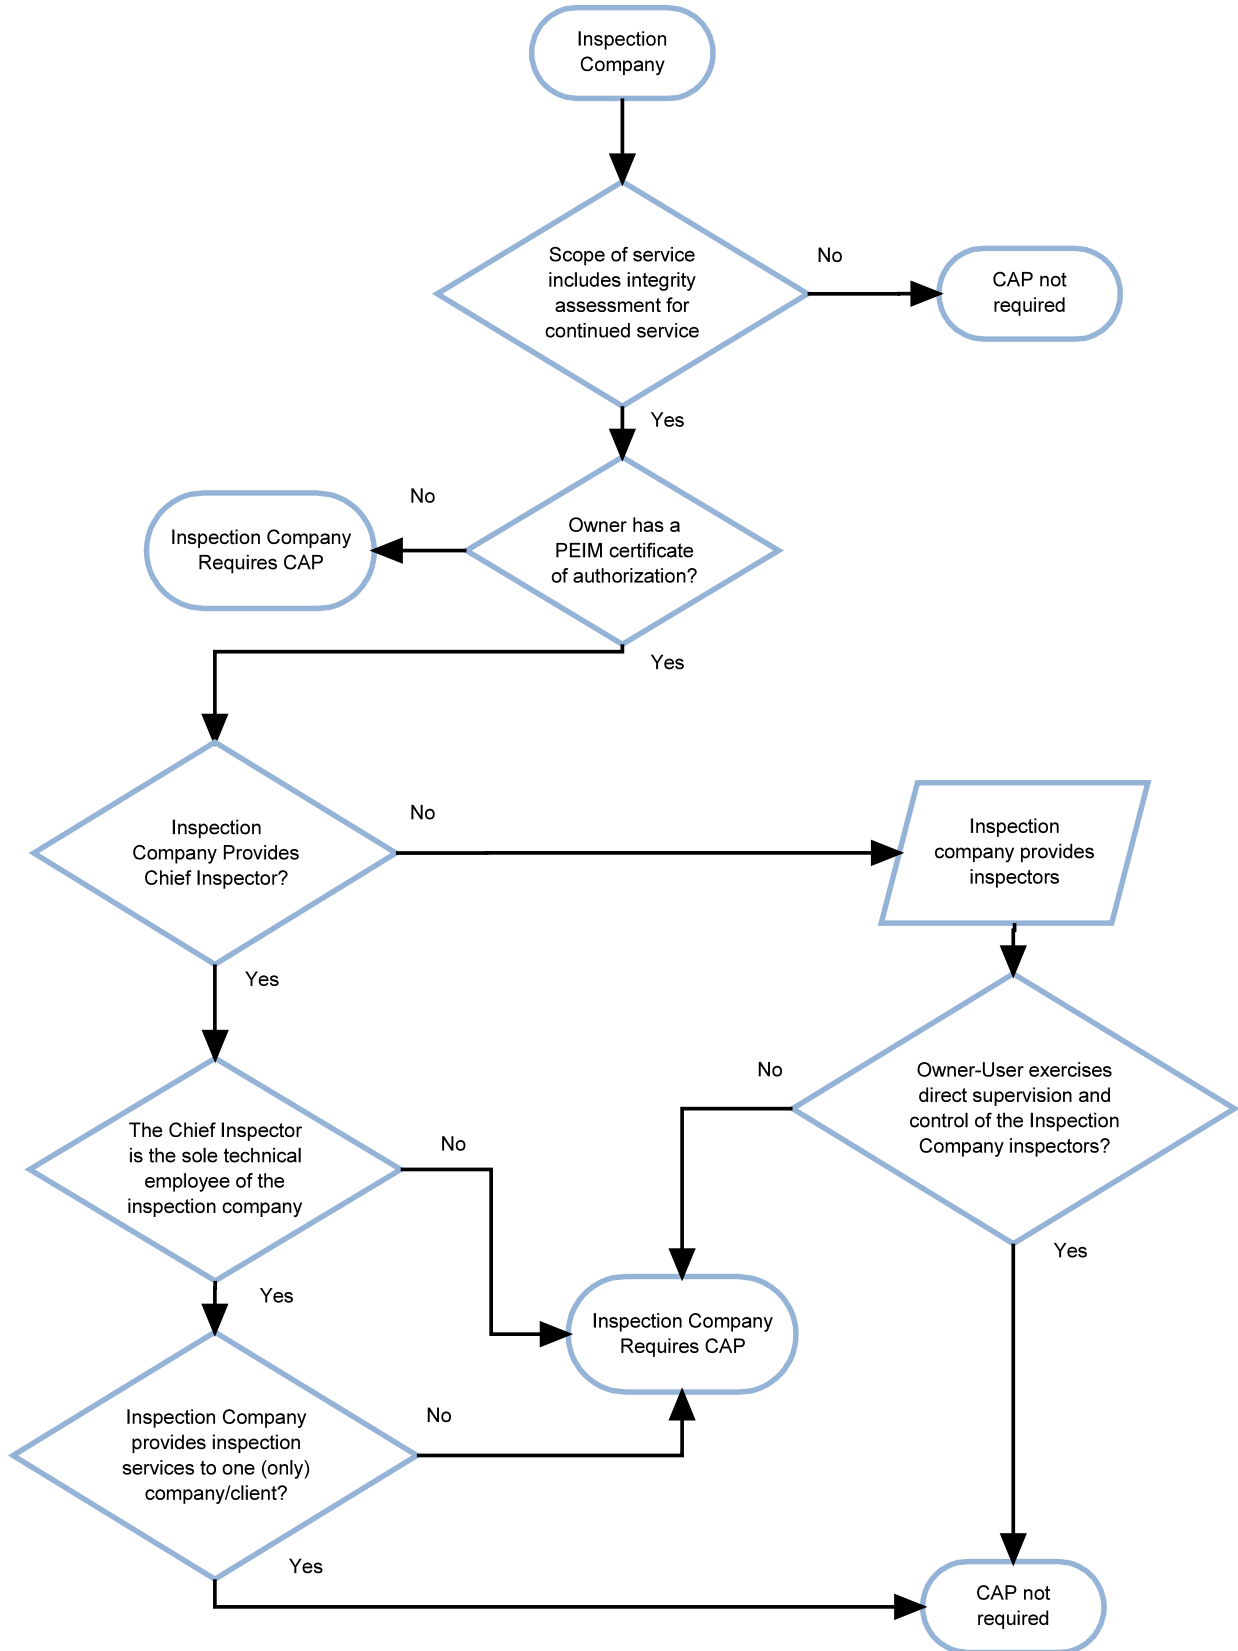 Inspection
Company
Scope of service
includes integrity
assessment for
continued service
No
CAP not
required
Yes
Owner has a
PEIM certificate
of authorization?
No
Inspection Company
Requires CAP
Yes
Inspection
Company Provides
Chief Inspector?
No
Inspection
company provides
inspectors
Yes
Owner-User exercises
direct supervision and
control of the Inspection
Company inspectors?
No
The Chief Inspector
is the sole technical
employee of the
inspection company
No
Yes
Yes
Inspection Company
Requires CAP
Inspection Company
provides inspection
services to one (only)
company/client?
No
Yes
CAP not
required